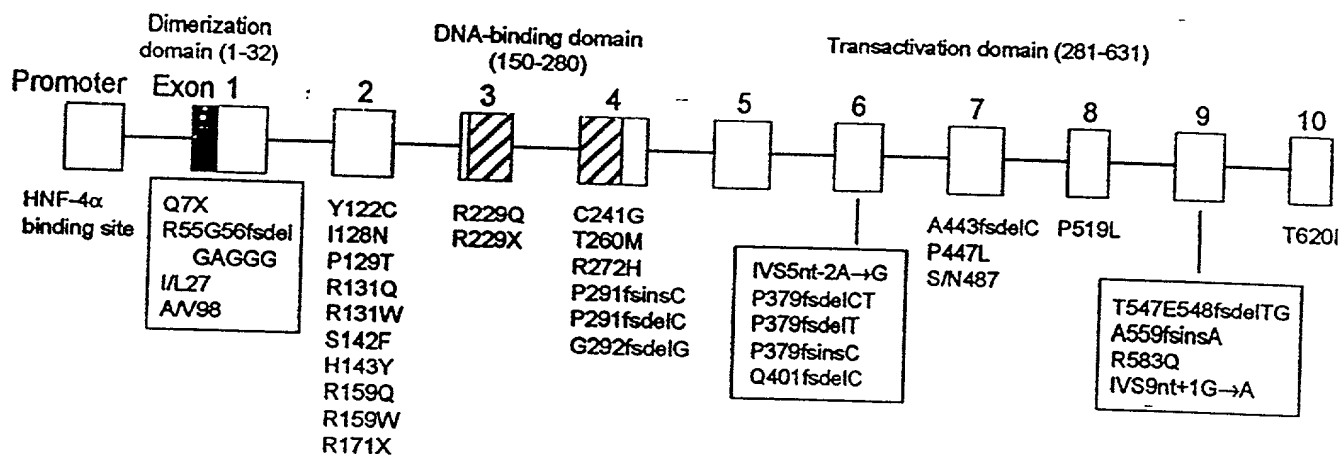 Dimerization
domain (1-32)
DNA-binding domain
(150-280)
Transactivation domain (281-631)
Promoter
Exon 1
2
3
4
5
6
7
8
9
10
HNF-4α
binding site
Q7X
R55G56fsdel
GAGGG
I/L27
A/V98
Y122C
I128N
P129T
R131Q
R131W
S142F
H143Y
R159Q
R159W
R171X
R229Q
R229X
C241G
T260M
R272H
P291fsinsC
P291fsdelC
G292fsdelG
IVS5nt-2A→G
P379fsdelCT
P379fsdelT
P379fsinsC
Q401fsdelC
A443fsdelC
P447L
S/N487
P519L
T547E548fsdelTG
A559fsinsA
R583Q
IVS9nt+1G→A
T620I